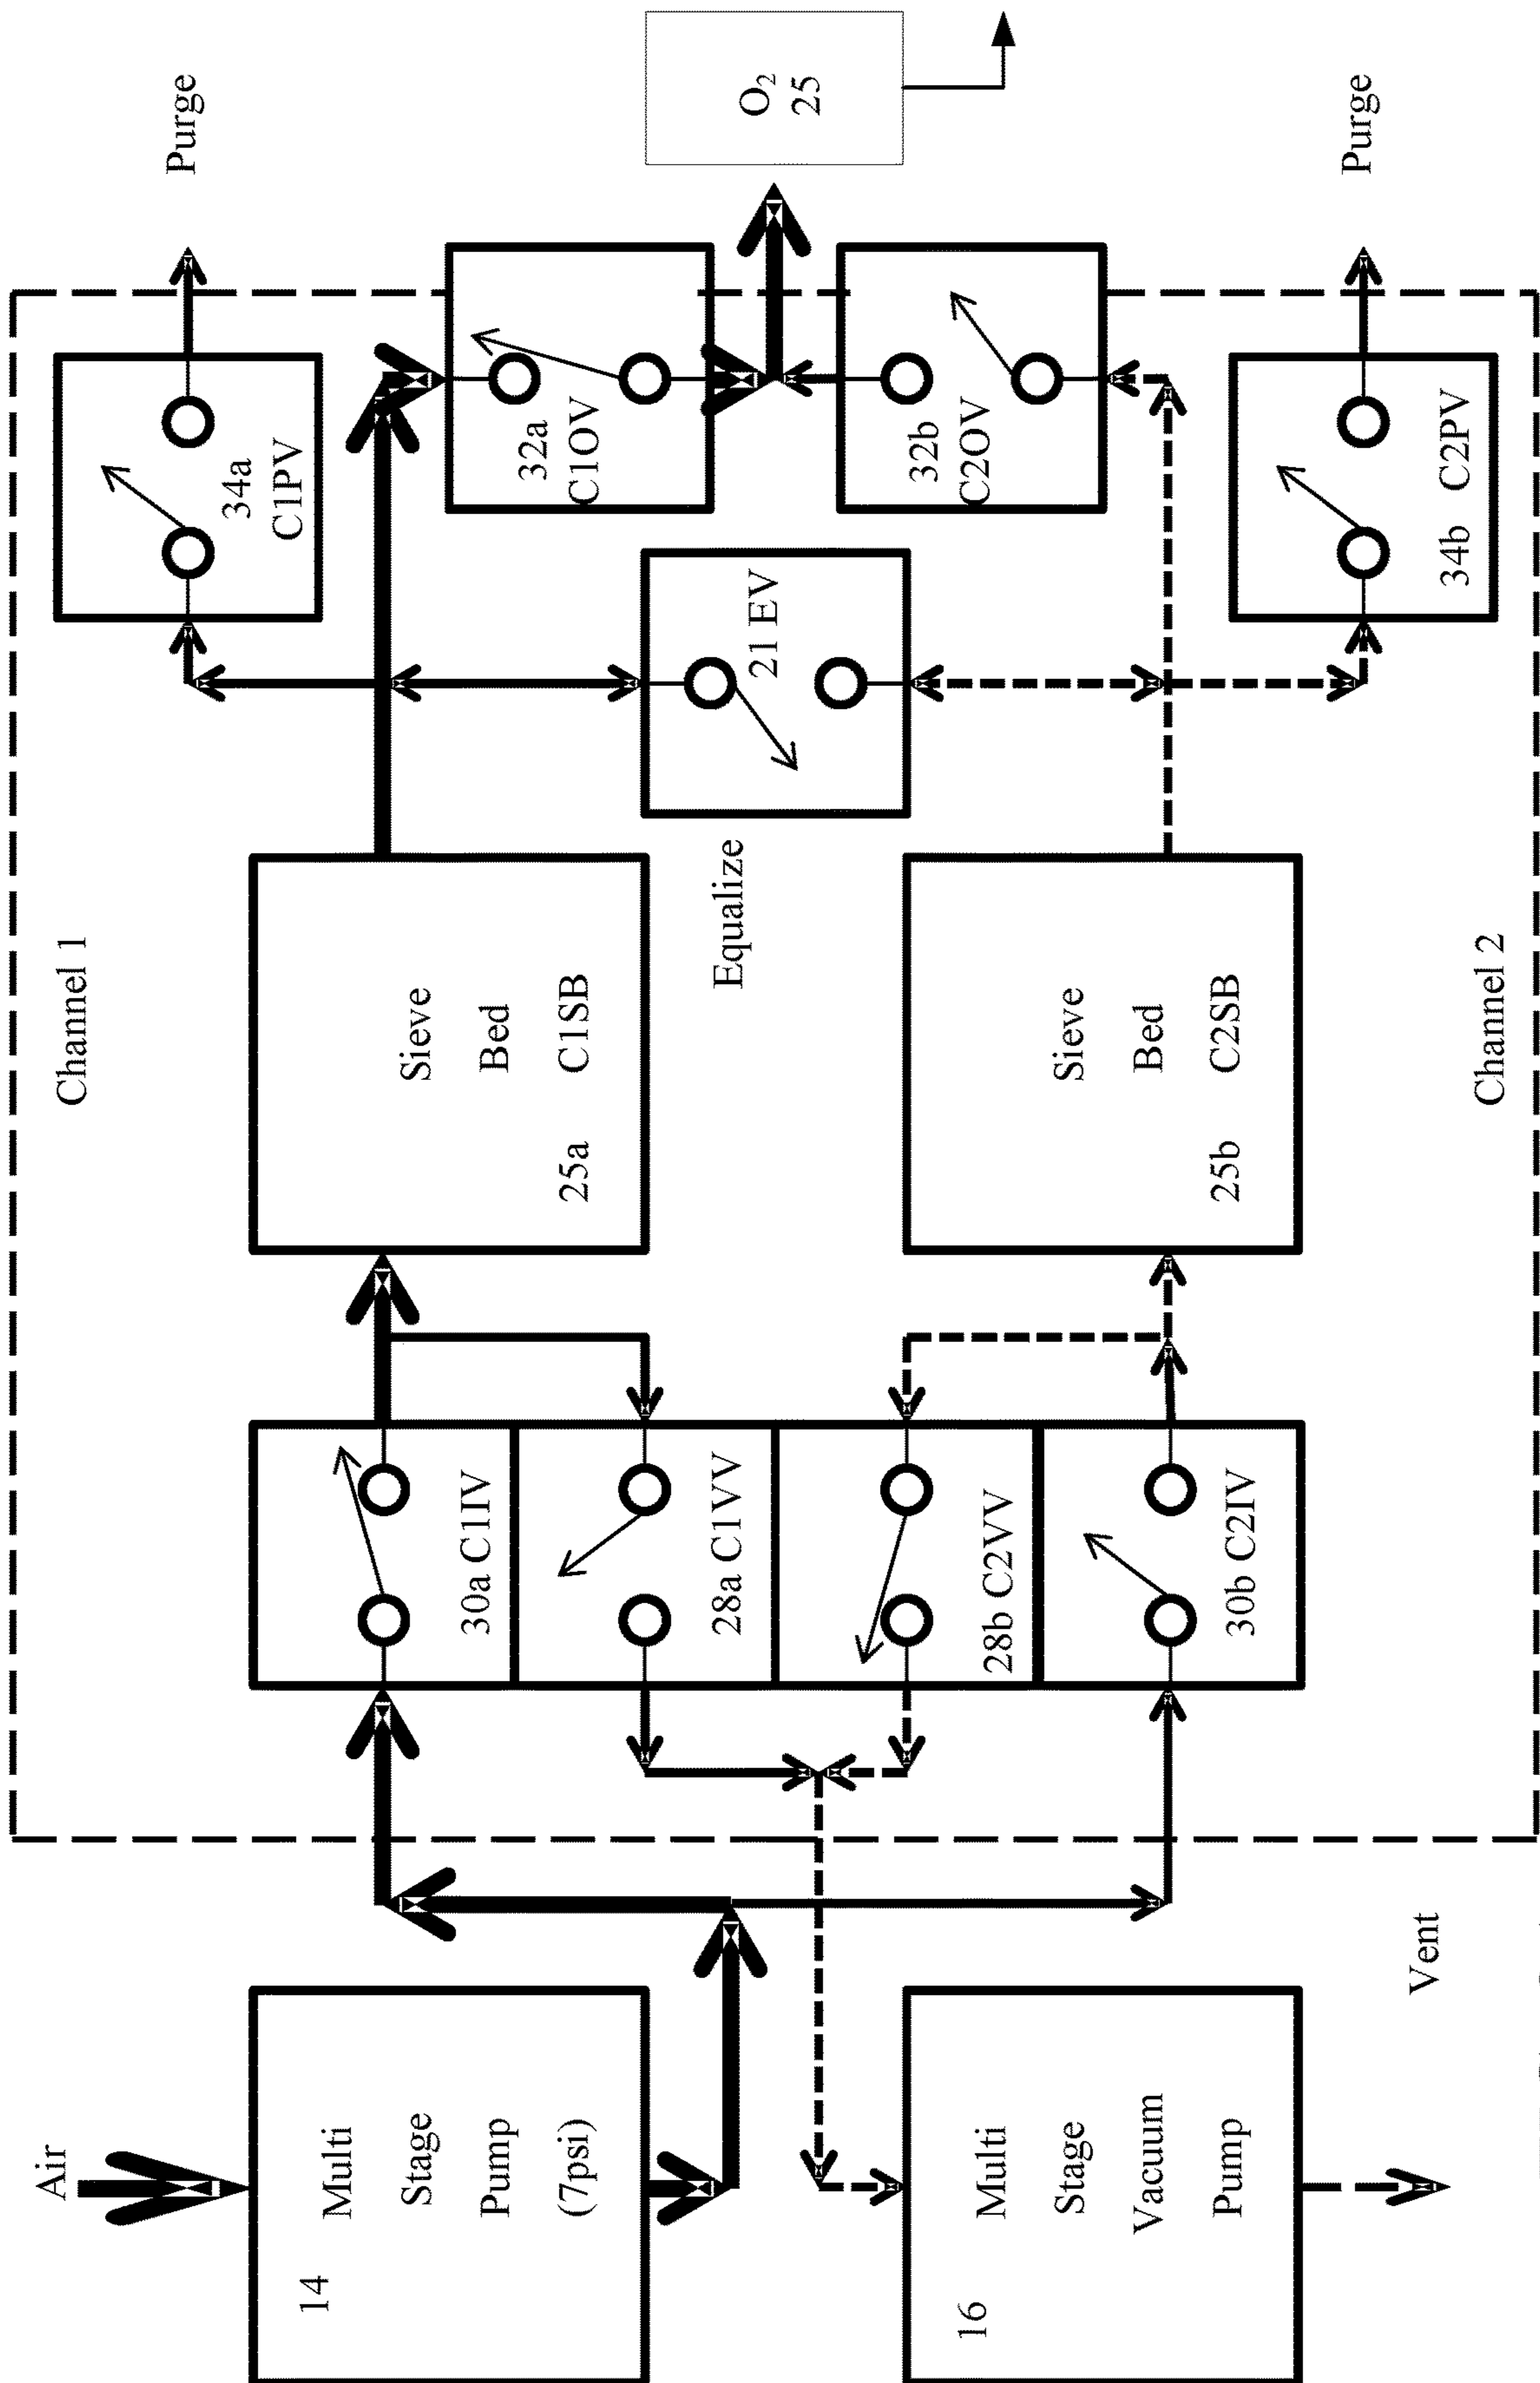 Air
14
Multi
Stage
Pump
(7psi)
16
Multi
Stage
Vacuum
Pump
Vent
Channel 1
30a C1IV
28a C1VV
28b C2VV
30b C2IV
Sieve
Bed
25a C1SB
Sieve
Bed
25b C2SB
Equalize
21 EV
34a
C1PV
Purge
32a
C1OV
32b
C2OV
O₂
25
34b C2PV
Purge
Channel 2